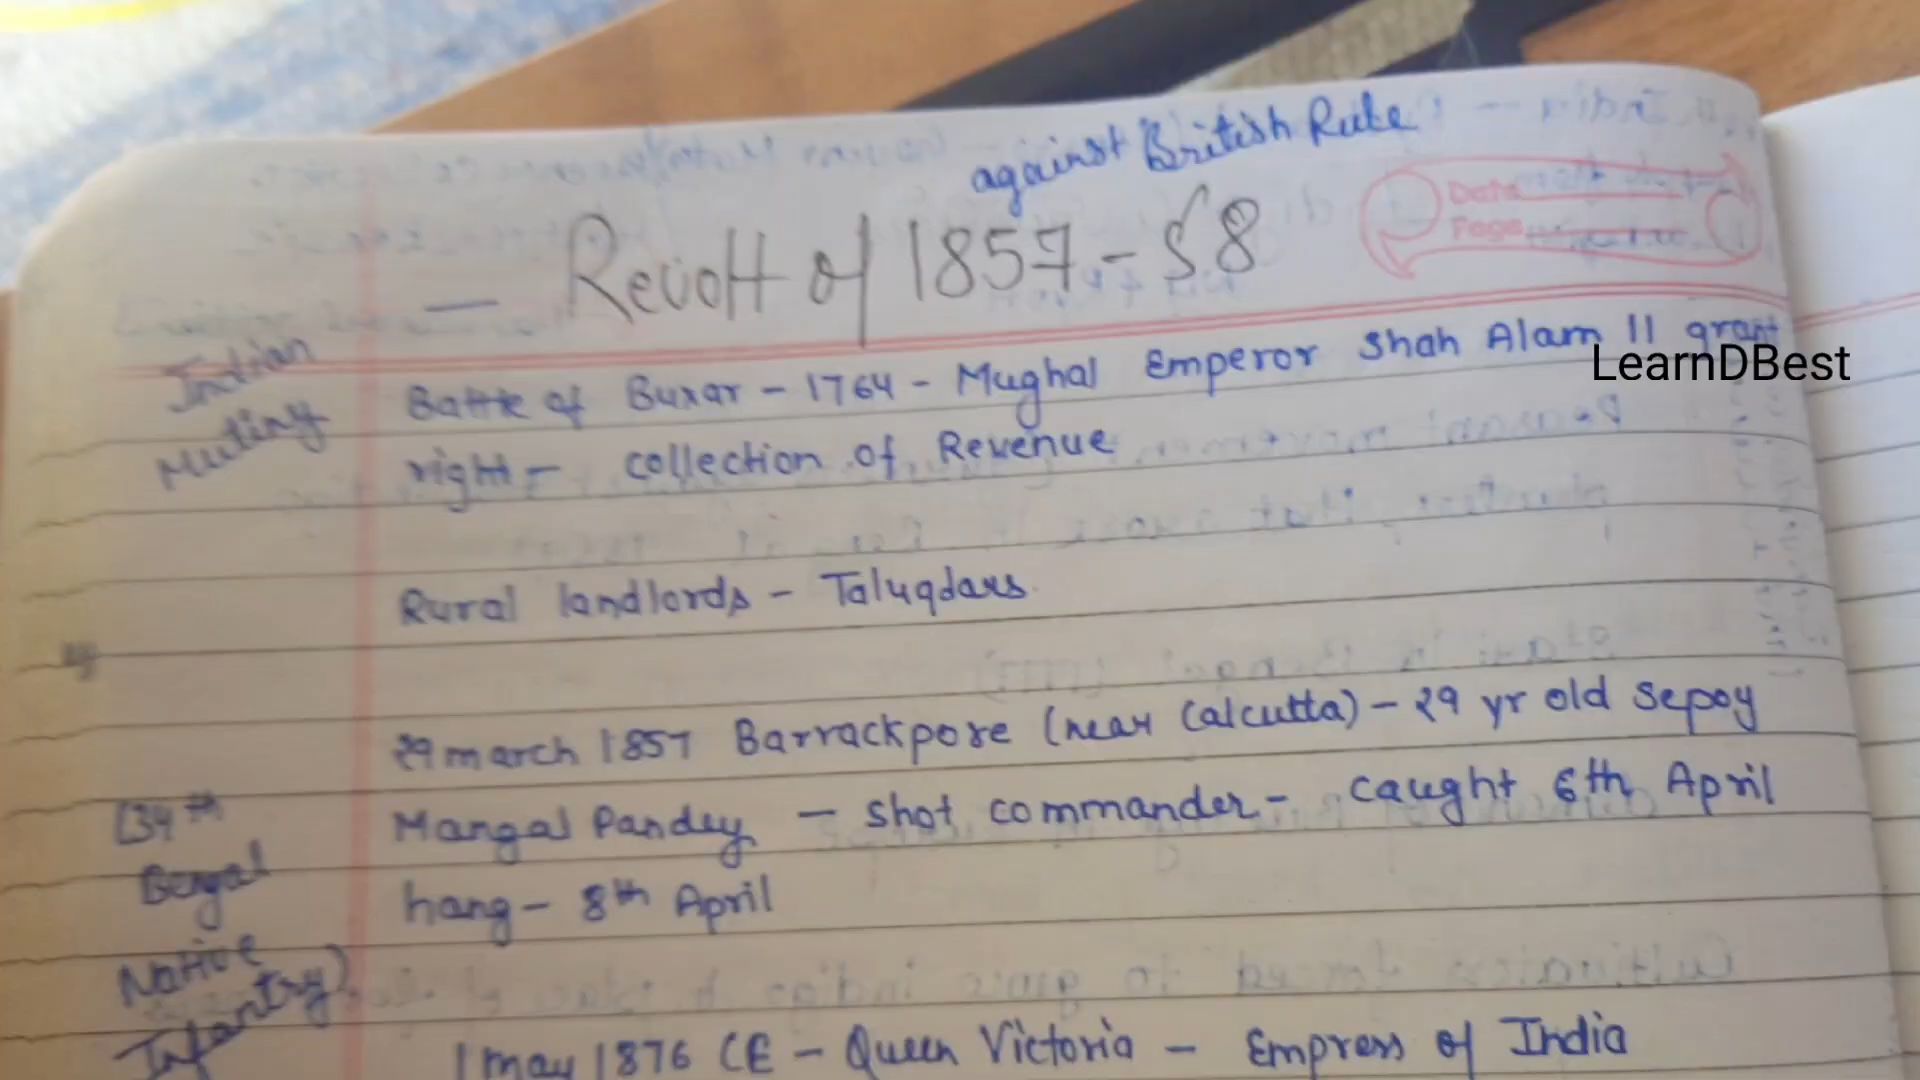 against British Rule
— Revolt of 1857-58
Date
Page
Indian
Mutiny
Battle of Buxar - 1764 - Mughal Emperor Shah Alam II grant
LearnDBest
right - collection of Revenue
Rural landlords - Taluqdars
29 march 1857 Barrackpore (near Calcutta) - 29 yr old sepoy
(34th
Bengal
Native
Infantry)
Mangal Pandey - shot commander - caught 6th April
hang - 8th April
1 may 1876 CE - Queen Victoria - Empress of India